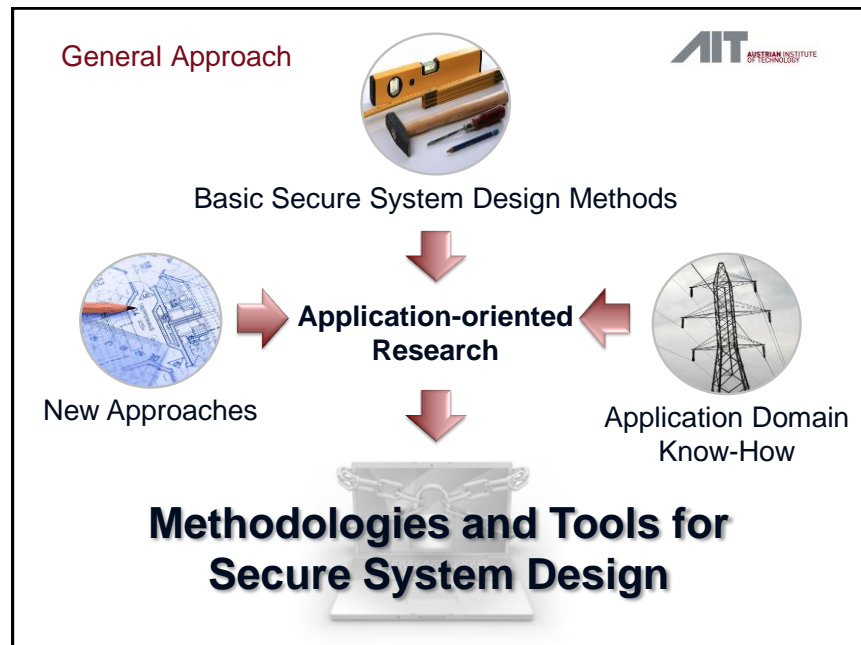 General Approach
AIT AUSTRIAN INSTITUTE
OF TECHNOLOGY
Basic Secure System Design Methods
Application-oriented
Research
New Approaches
Application Domain
Know-How
Methodologies and Tools for
Secure System Design